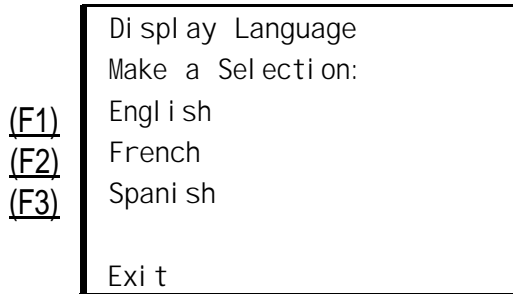 Display Language
Make a Selection:
(F1) English
(F2) French
(F3) Spanish
Exit